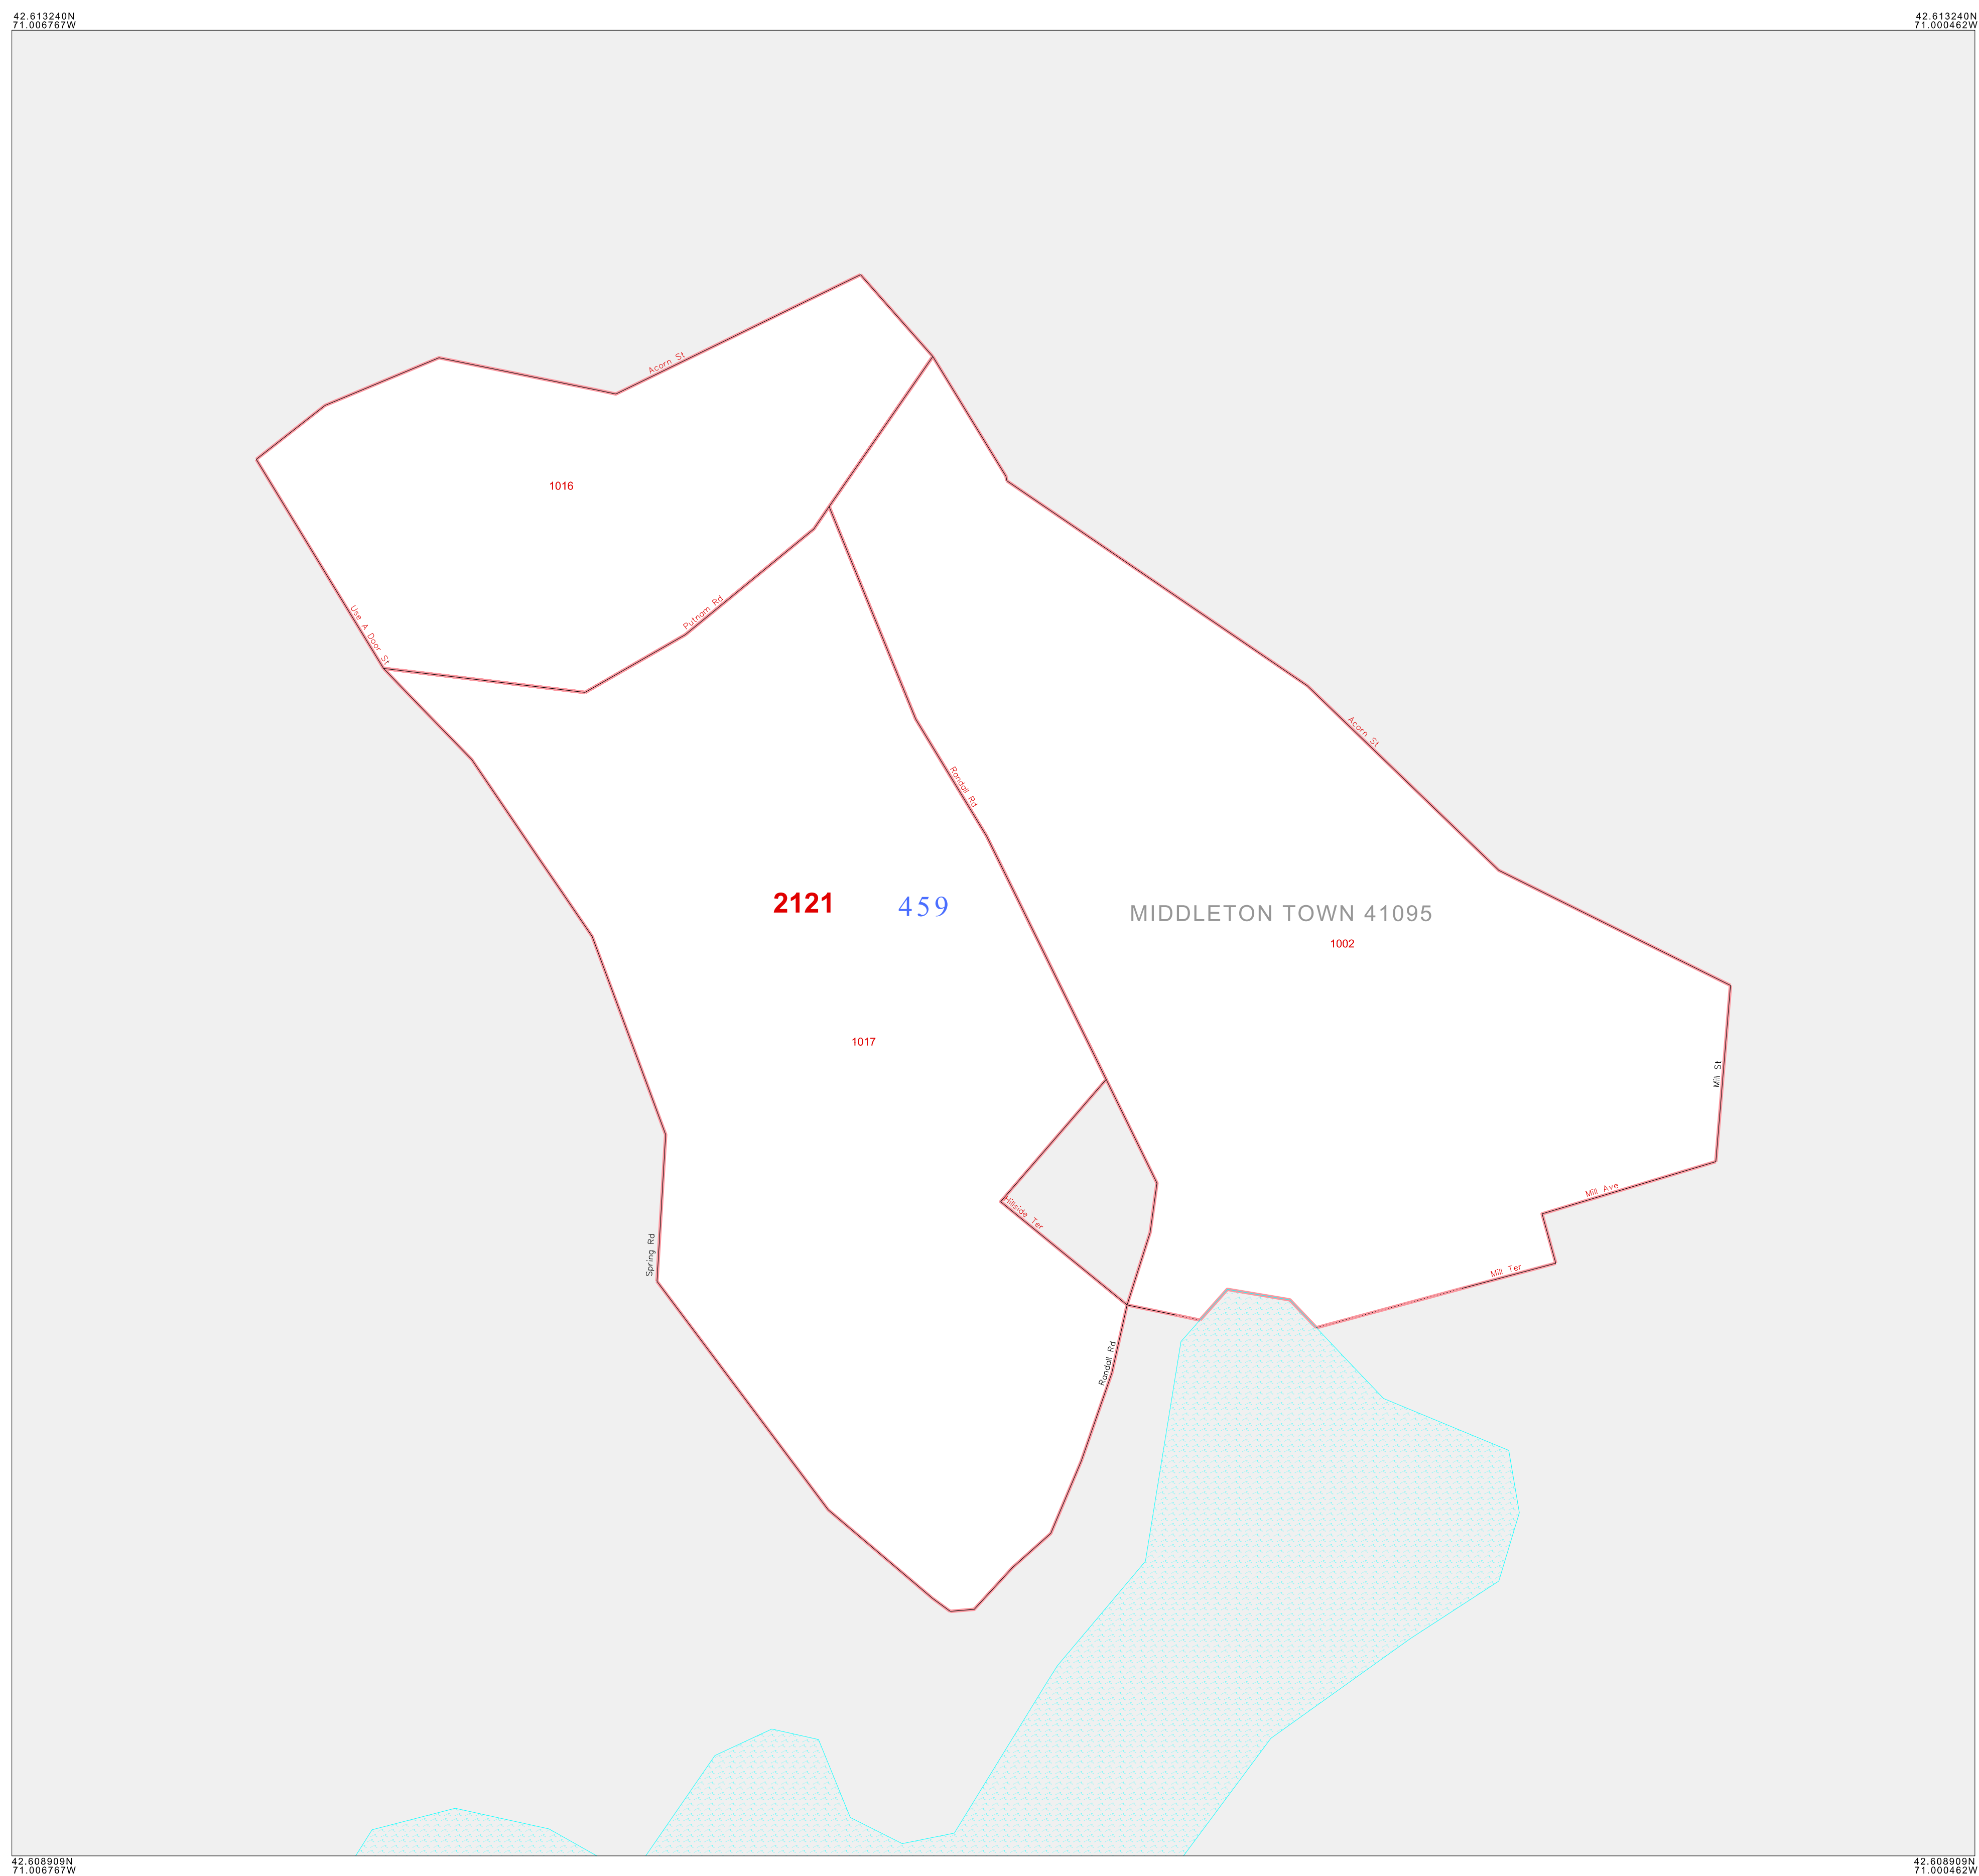 42.613240N
71.006767W
42.613240N
71.000462W
Acorn St
1016
Use A Door St
Putnam Rd
Acorn St
Randall Rd
2121
459
MIDDLETON TOWN 41095
1002
1017
Mill St
Mill Ave
Hillside Ter
Spring Rd
Mill Ter
Randall Rd
42.608909N
71.006767W
42.608909N
71.000462W